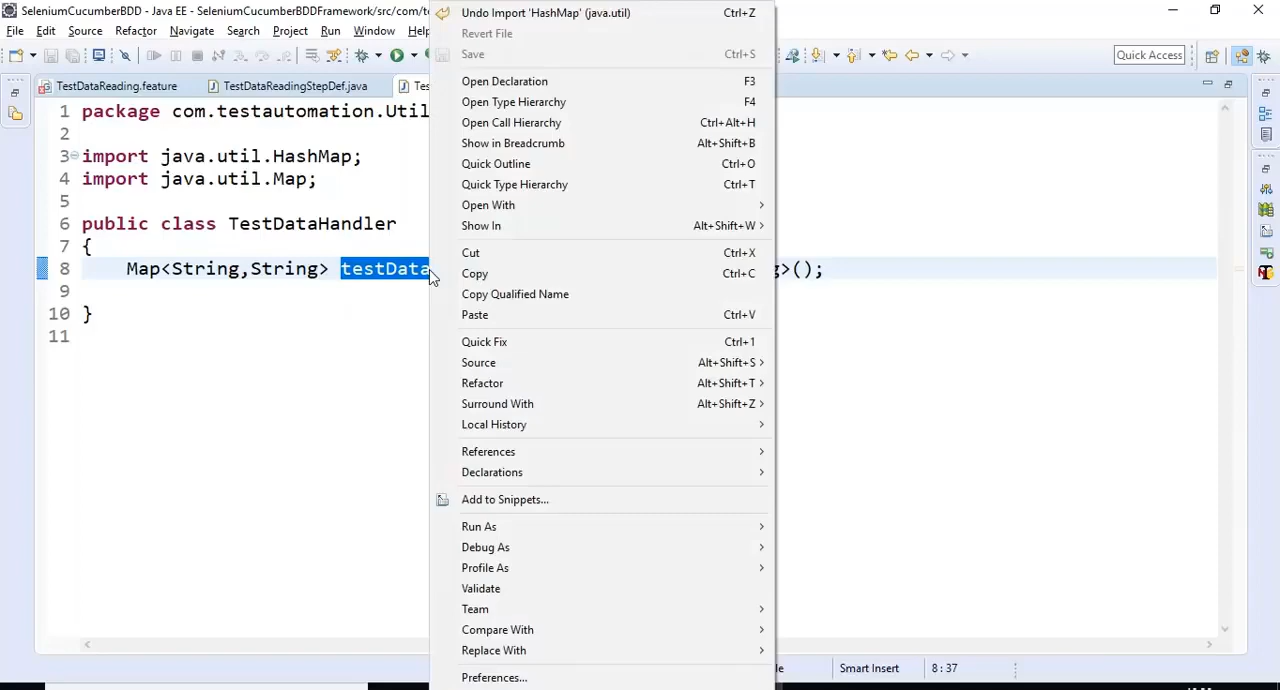 SeleniumCucumberBDD - Java EE - SeleniumCucumberBDDFramework/src/com/to
File Edit Source Refactor Navigate Search Project Run Window Help
Quick Access
TestDataReading.feature TestDataReadingStepDef.java Tes
1 package com.testautomation.Util
2
3 import java.util.HashMap;
4 import java.util.Map;
5
6 public class TestDataHandler
7 {
8 Map<String,String> testData g>();
9
10 }
11
Undo Import 'HashMap' (java.util) Ctrl+Z
Revert File
Save Ctrl+S
Open Declaration F3
Open Type Hierarchy F4
Open Call Hierarchy Ctrl+Alt+H
Show in Breadcrumb Alt+Shift+B
Quick Outline Ctrl+O
Quick Type Hierarchy Ctrl+T
Open With
Show In Alt+Shift+W
Cut Ctrl+X
Copy Ctrl+C
Copy Qualified Name
Paste Ctrl+V
Quick Fix Ctrl+1
Source Alt+Shift+S
Refactor Alt+Shift+T
Surround With Alt+Shift+Z
Local History
References
Declarations
Add to Snippets...
Run As
Debug As
Profile As
Validate
Team
Compare With
Replace With
Preferences...
le Smart Insert 8 : 37